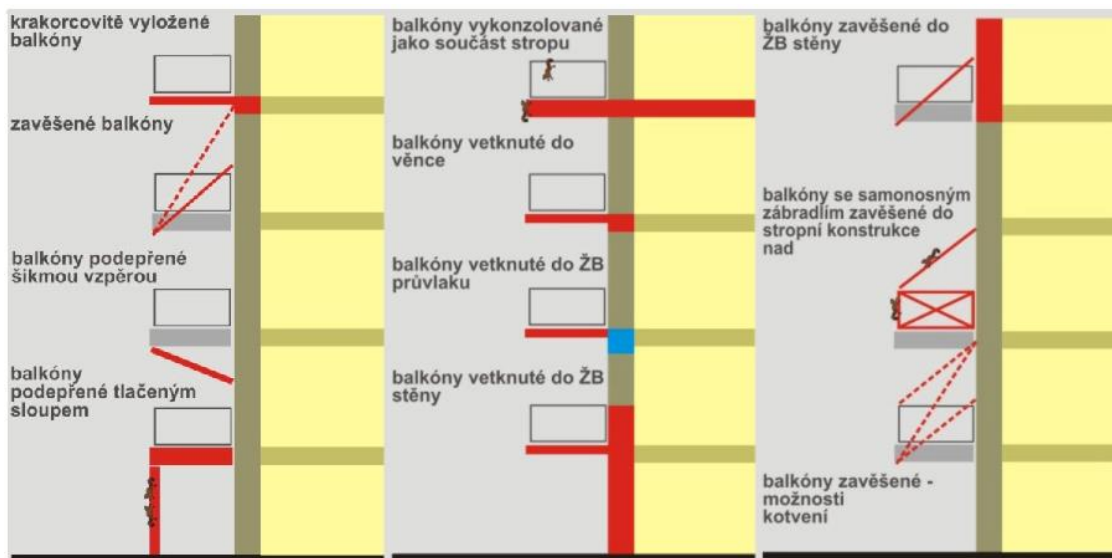 krakorcovitě vyložené
balkóny
zavěšené balkóny
balkóny podepřené
šikmou vzpěrou
balkóny
podepřené tlačeným
sloupem
balkóny vykonzolované
jako součást stropu
balkóny vetknuté do
věnce
balkóny vetknuté do ŽB
průvlaku
balkóny vetknuté do ŽB
stěny
balkóny zavěšené do
ŽB stěny
balkóny se samonosným
zábradlím zavěšené do
stropní konstrukce
nad
balkóny zavěšené -
možnosti
kotvení